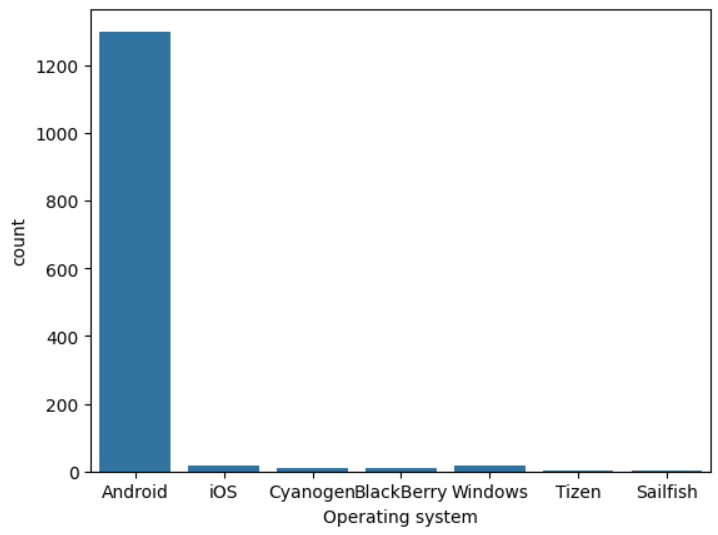 1200
1000
800
600
400
200
0
count
Android iOS Cyanogen BlackBerry Windows Tizen Sailfish
Operating system